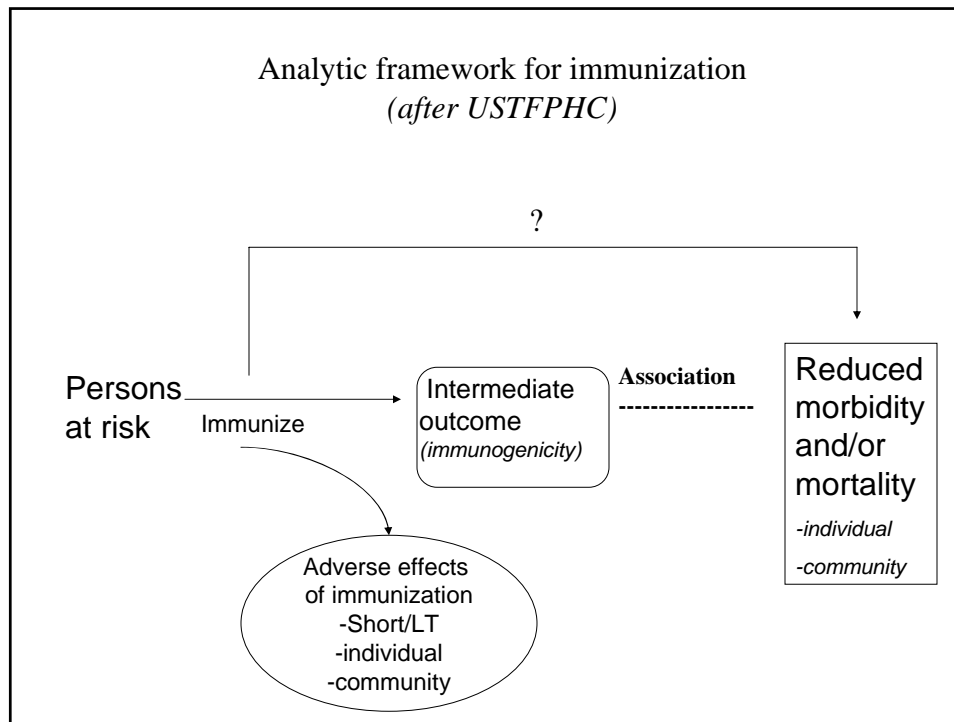 Analytic framework for immunization
(after USTFPHC)
?
Persons
at risk
Immunize
Intermediate
outcome
(immunogenicity)
Association
Reduced
morbidity
and/or
mortality
-individual
-community
Adverse effects
of immunization
-Short/LT
-individual
-community